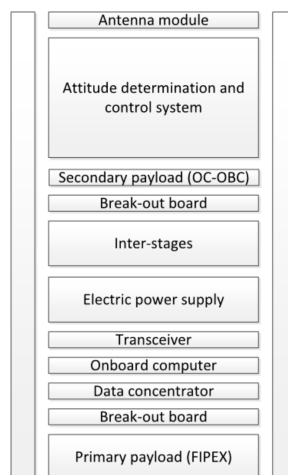 Antenna module
Attitude determination and
control system
Secondary payload (OC-OBC)
Break-out board
Inter-stages
Electric power supply
Transceiver
Onboard computer
Data concentrator
Break-out board
Primary payload (FIPEX)